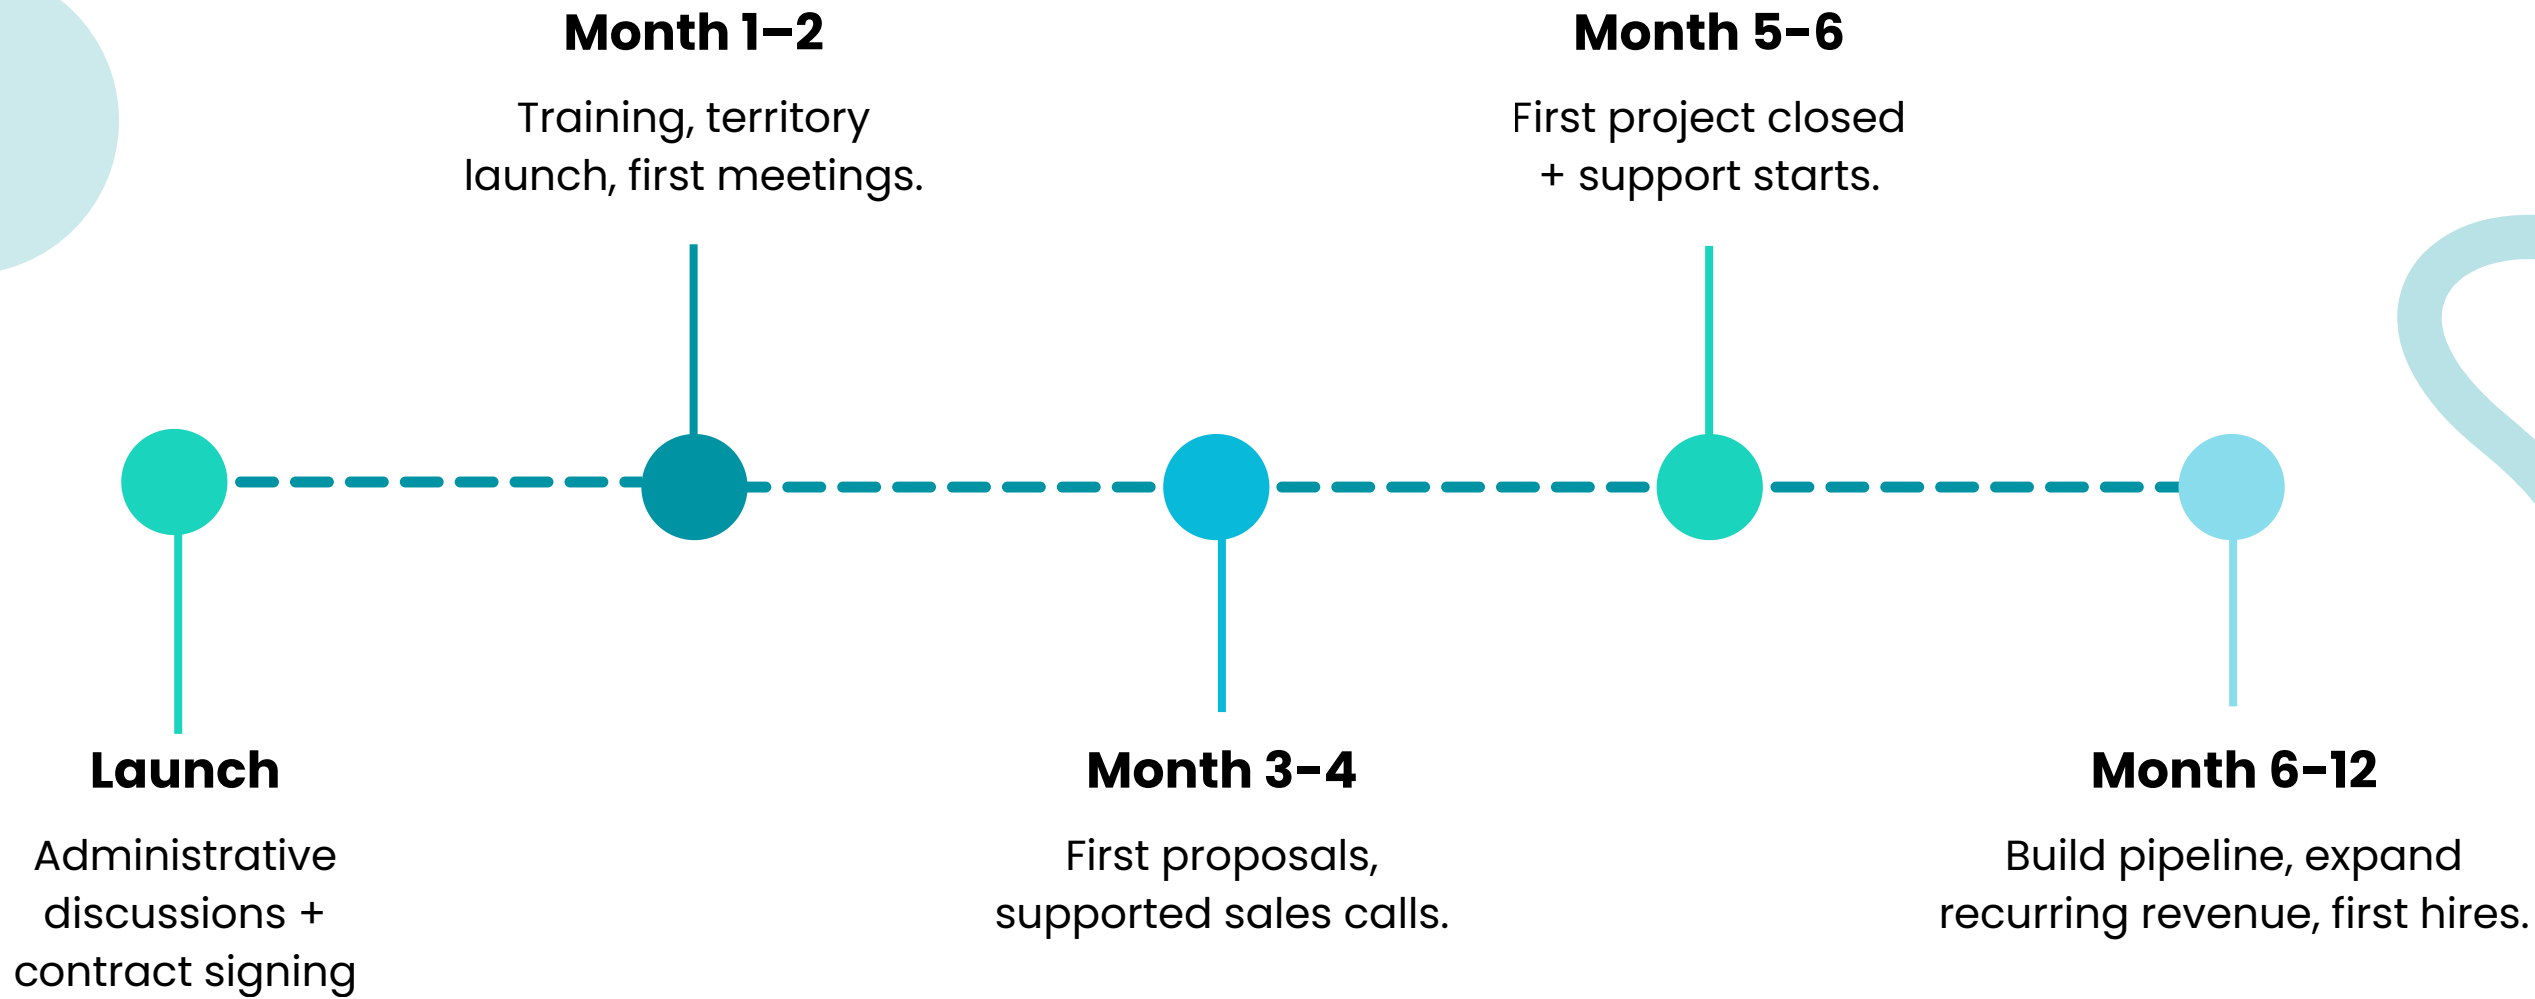 Month 1–2
Training, territory
launch, first meetings.
Month 5-6
First project closed
+ support starts.
Launch
Administrative
discussions +
contract signing
Month 3-4
First proposals,
supported sales calls.
Month 6-12
Build pipeline, expand
recurring revenue, first hires.